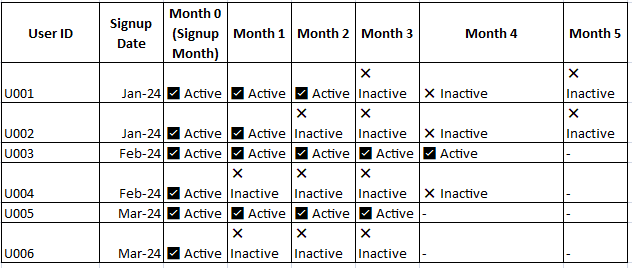 User ID Signup Date Month 0 (Signup Month) Month 1 Month 2 Month 3 Month 4 Month 5
U001 Jan-24 ✅ Active ✅ Active ✅ Active ❌ Inactive ❌ Inactive ❌ Inactive
U002 Jan-24 ✅ Active ✅ Active ❌ Inactive ❌ Inactive ❌ Inactive ❌ Inactive
U003 Feb-24 ✅ Active ✅ Active ✅ Active ✅ Active ✅ Active -
U004 Feb-24 ✅ Active ❌ Inactive ❌ Inactive ❌ Inactive ❌ Inactive -
U005 Mar-24 ✅ Active ✅ Active ✅ Active ✅ Active - -
U006 Mar-24 ✅ Active ❌ Inactive ❌ Inactive ❌ Inactive - -